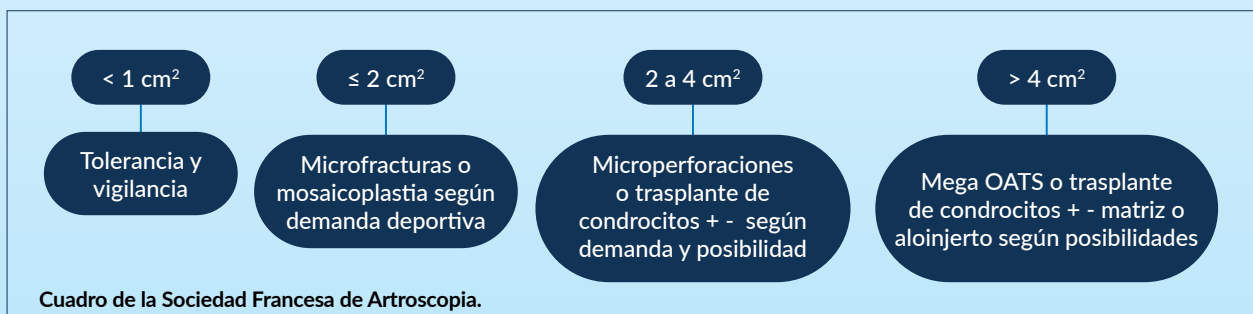 < 1 cm²
Tolerancia y
vigilancia
≤ 2 cm²
Microfracturas o
mosaicoplastia según
demanda deportiva
2 a 4 cm²
Microperforaciones
o trasplante de
condrocitos + - según
demanda y posibilidad
> 4 cm²
Mega OATS o trasplante
de condrocitos + - matriz o
aloinjerto según posibilidades
Cuadro de la Sociedad Francesa de Artroscopia.